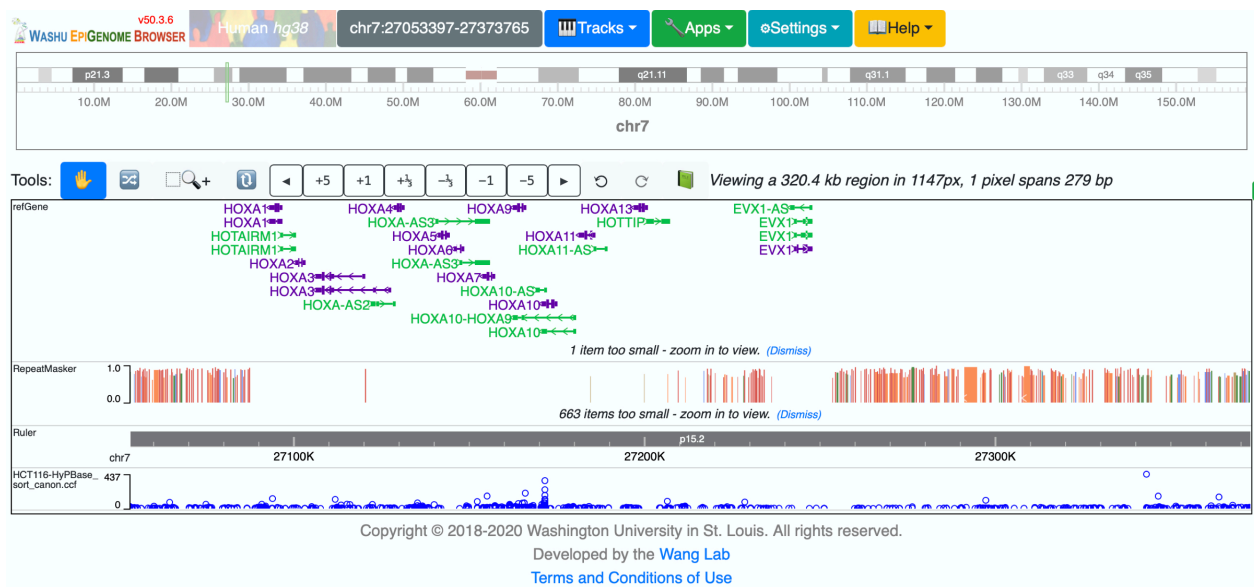 v50.3.6
WASHU EPIGENOME BROWSER
Human hg38
chr7:27053397-27373765
Tracks
Apps
Settings
Help
p21.3 q21.11 q31.1 q33 q34 q35
10.0M 20.0M 30.0M 40.0M 50.0M 60.0M 70.0M 80.0M 90.0M 100.0M 110.0M 120.0M 130.0M 140.0M 150.0M
chr7
Tools: + ◄ +5 +1 +⅓ -⅓ -1 -5 ► Viewing a 320.4 kb region in 1147px, 1 pixel spans 279 bp
refGene
HOXA1 HOXA4 HOXA9 HOXA13 EVX1-AS
HOXA1 HOXA-AS3 HOTTIP EVX1
HOTAIRM1 HOXA5 HOXA11 EVX1
HOTAIRM1 HOXA6 HOXA11-AS EVX1
HOXA2 HOXA-AS3
HOXA3 HOXA7
HOXA3 HOXA10-AS
HOXA-AS2 HOXA10
HOXA10-HOXA9
HOXA10
1 item too small - zoom in to view. (Dismiss)
RepeatMasker 1.0
0.0
663 items too small - zoom in to view. (Dismiss)
Ruler
p15.2
chr7 27100K 27200K 27300K
HCT116-HyPBase_
sort_canon.ccf
437
0
Copyright © 2018-2020 Washington University in St. Louis. All rights reserved.
Developed by the Wang Lab
Terms and Conditions of Use